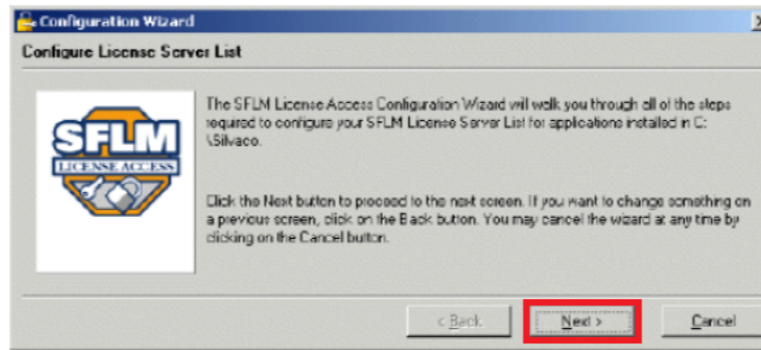 Configuration Wizard
Configure License Server List
SFLM
LICENSE ACCESS
The SFLM License Access Configuration Wizard will walk you through all of the steps
required to configure your SFLM License Server List for applications installed in C:
\Silvaco.
Click the Next button to proceed to the next screen. If you want to change something on
a previous screen, click on the Back button. You may cancel the wizard at any time by
clicking on the Cancel button.
< Back
Next >
Cancel